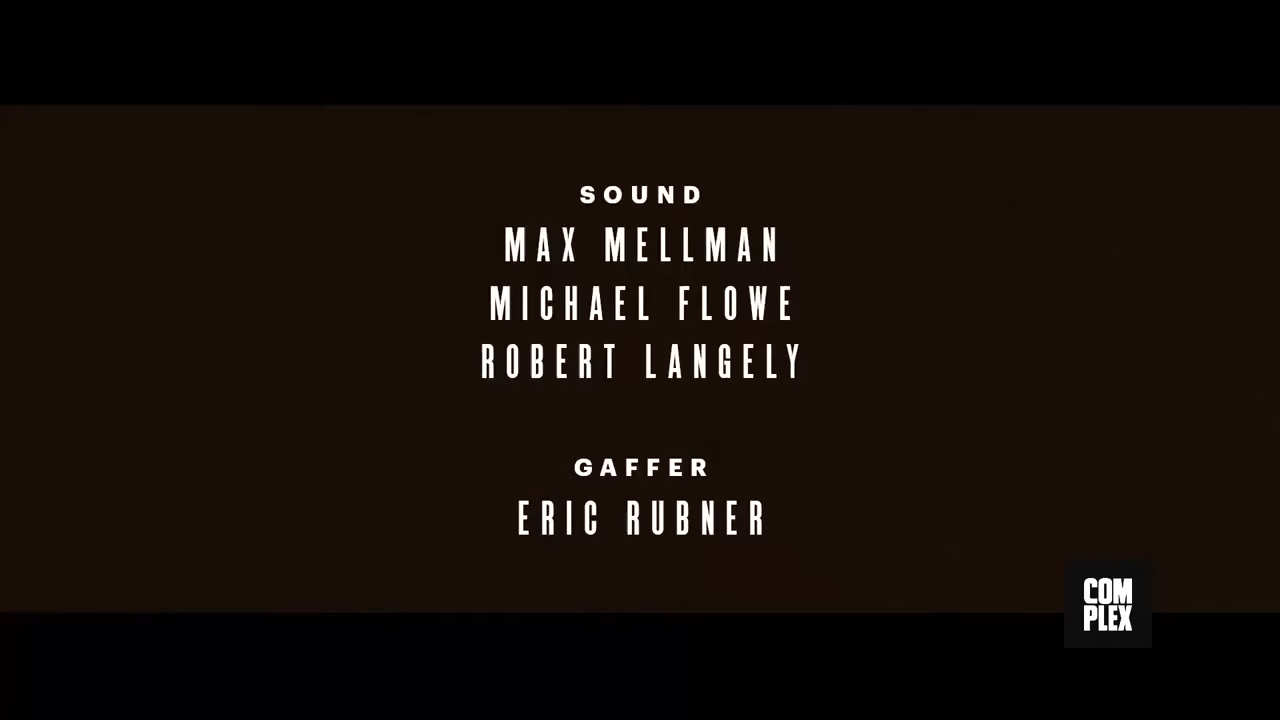 SOUND
MAX MELLMAN
MICHAEL FLOWE
ROBERT LANGELY
GAFFER
ERIC RUBNER
COM
PLEX